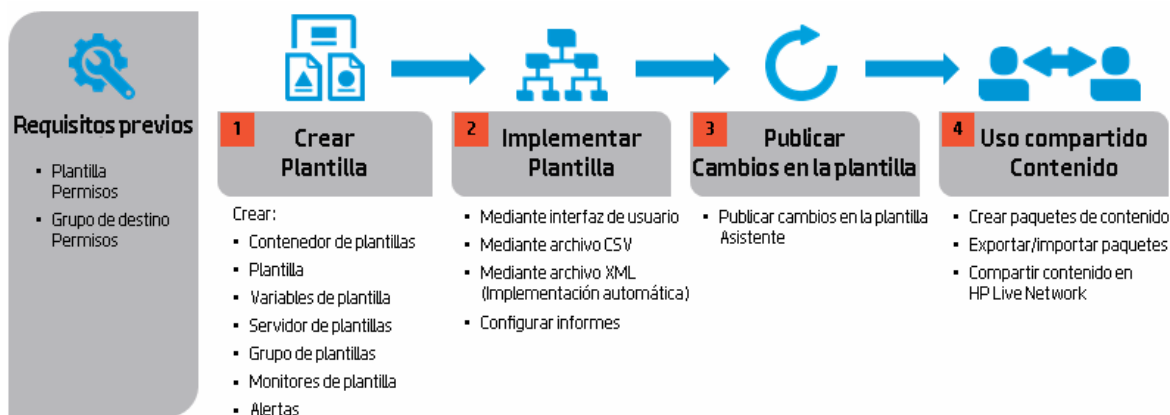 Requisitos previos
▪ Plantilla
Permisos
▪ Grupo de destino
Permisos
1
Crear
Plantilla
Crear:
▪ Contenedor de plantillas
▪ Plantilla
▪ Variables de plantilla
▪ Servidor de plantillas
▪ Grupo de plantillas
▪ Monitores de plantilla
▪ Alertas
2
Implementar
Plantilla
▪ Mediante interfaz de usuario
▪ Mediante archivo CSV
▪ Mediante archivo XML
(Implementación automática)
▪ Configurar informes
3
Publicar
Cambios en la plantilla
▪ Publicar cambios en la plantilla
Asistente
4
Uso compartido
Contenido
▪ Crear paquetes de contenido
▪ Exportar/importar paquetes
▪ Compartir contenido en
HP Live Network